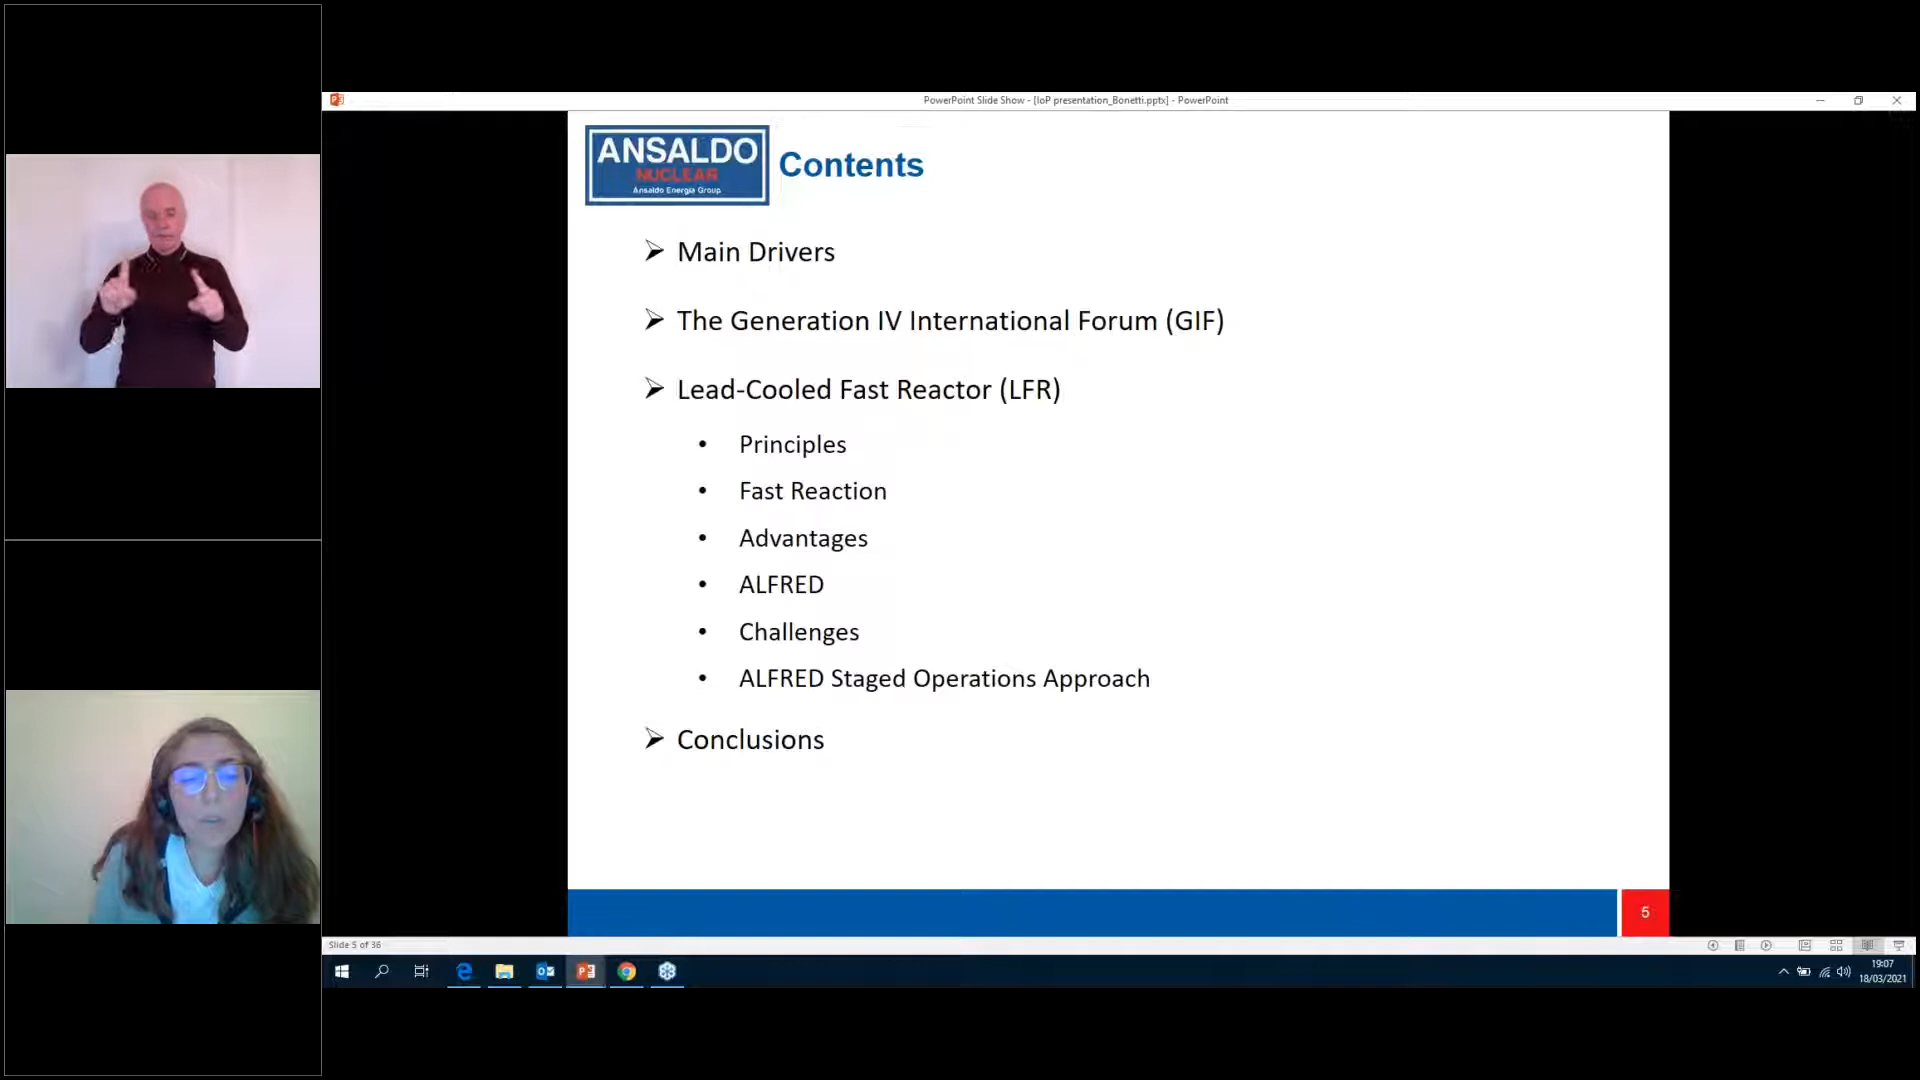 PowerPoint Slide Show - [IoP presentation_Bonetti.pptx] - PowerPoint
ANSALDO
NUCLEAR
Ansaldo Energia Group
Contents
Main Drivers
The Generation IV International Forum (GIF)
Lead-Cooled Fast Reactor (LFR)
Principles
Fast Reaction
Advantages
ALFRED
Challenges
ALFRED Staged Operations Approach
Conclusions
5
Slide 5 of 36
19:07
18/03/2021